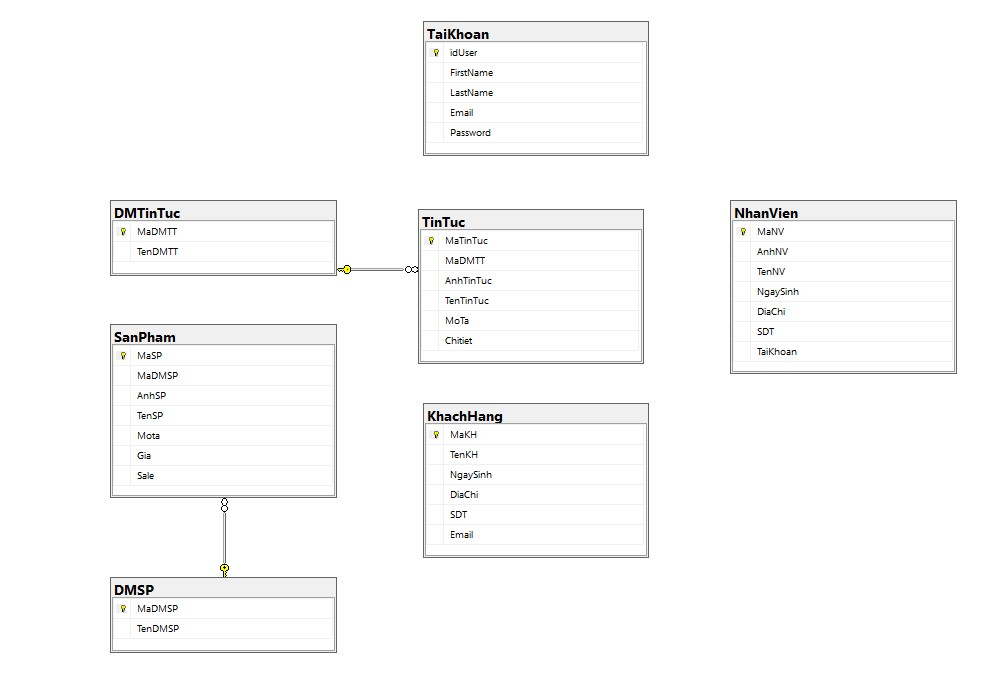 TaiKhoan
idUser
FirstName
LastName
Email
Password
DMTinTuc
MaDMTT
TenDMTT
TinTuc
MaTinTuc
MaDMTT
AnhTinTuc
TenTinTuc
MoTa
Chitiet
NhanVien
MaNV
AnhNV
TenNV
NgaySinh
DiaChi
SDT
TaiKhoan
SanPham
MaSP
MaDMSP
AnhSP
TenSP
Mota
Gia
Sale
KhachHang
MaKH
TenKH
NgaySinh
DiaChi
SDT
Email
DMSP
MaDMSP
TenDMSP